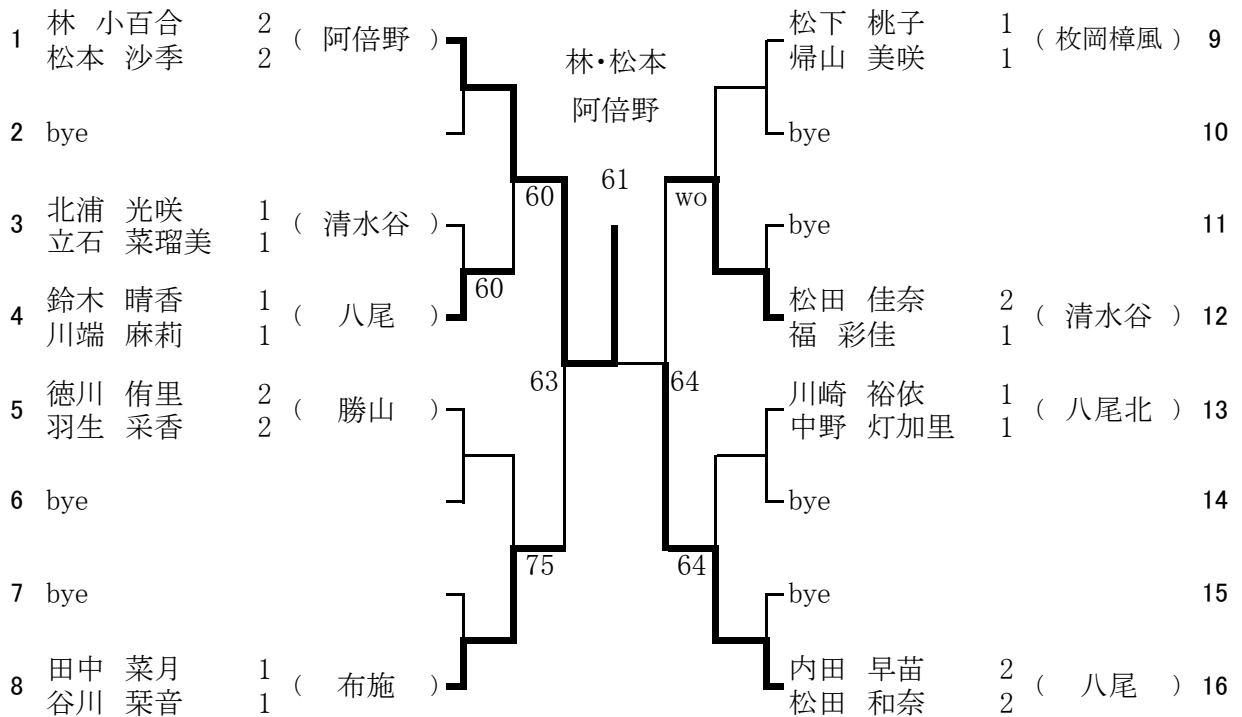 1 林 小百合 2 ( 阿倍野 )
松本 沙季 2
2 bye
3 北浦 光咲 1 ( 清水谷 )
立石 菜瑠美 1
4 鈴木 晴香 1 ( 八尾 )
川端 麻莉 1
5 徳川 侑里 2 ( 勝山 )
羽生 采香 2
6 bye
7 bye
8 田中 菜月 1 ( 布施 )
谷川 栞音 1
60
60
63
75
林・松本
阿倍野
61
wo
64
64
松下 桃子 1 ( 枚岡樟風 ) 9
帰山 美咲 1
bye 10
bye 11
松田 佳奈 2 ( 清水谷 ) 12
福 彩佳 1
川崎 裕依 1 ( 八尾北 ) 13
中野 灯加里 1
bye 14
bye 15
内田 早苗 2 ( 八尾 ) 16
松田 和奈 2